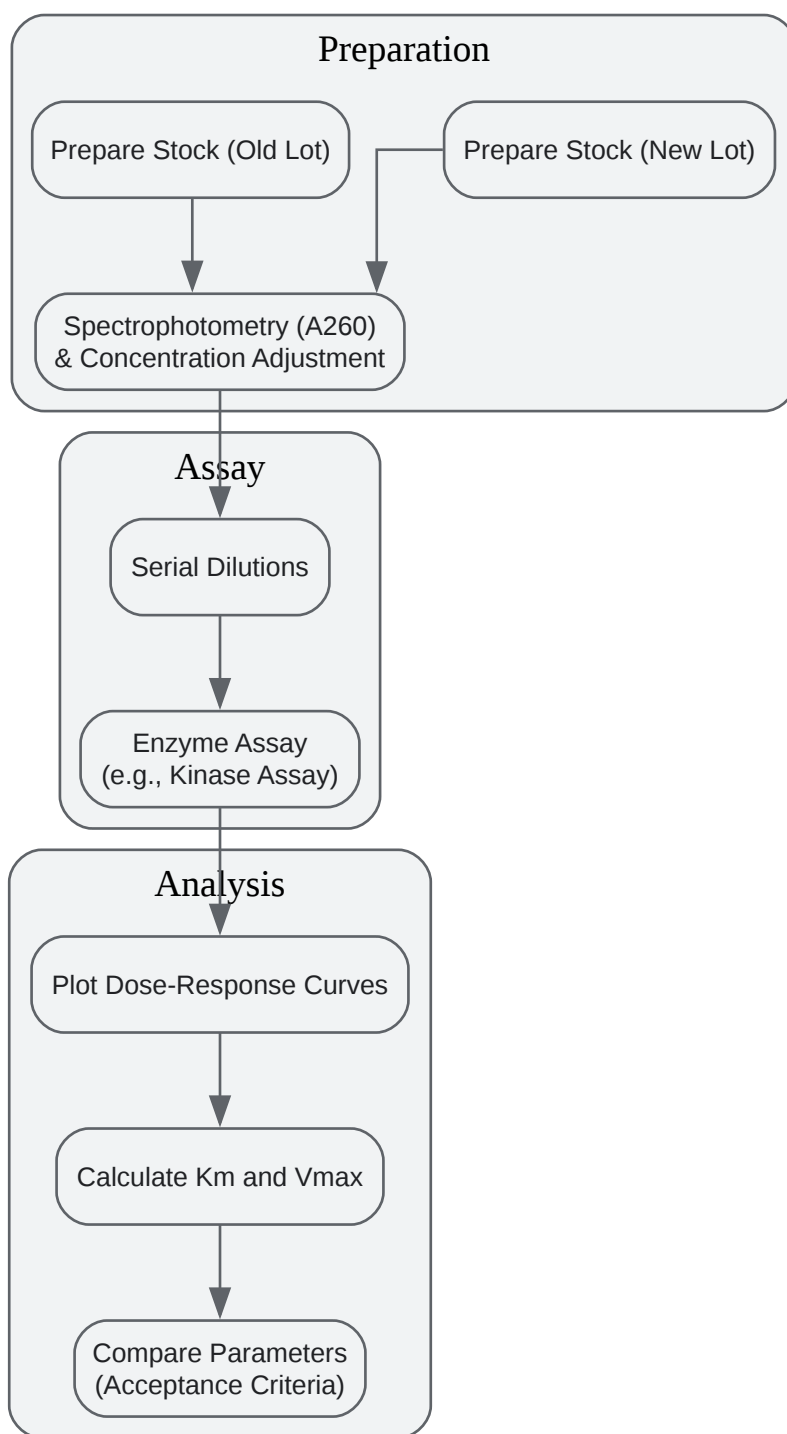 Preparation
Prepare Stock (Old Lot)
Prepare Stock (New Lot)
Spectrophotometry (A260)
& Concentration Adjustment
Assay
Serial Dilutions
Enzyme Assay
(e.g., Kinase Assay)
Analysis
Plot Dose-Response Curves
Calculate Km and Vmax
Compare Parameters
(Acceptance Criteria)